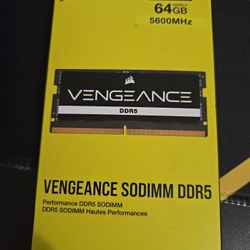 64GB
5600MHz
VENGEANCE
DDR5
VENGEANCE SODIMM DDR5
Performance DDR5 SODIMM
DDR5 SODIMM Hautes Performances